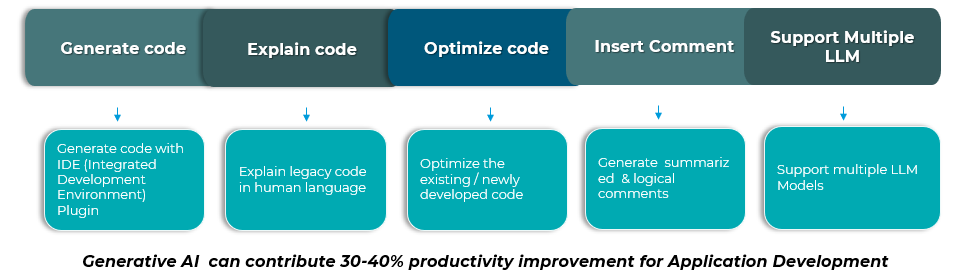 Generate code
Explain code
Optimize code
Insert Comment
Support Multiple
LLM
Generate code with
IDE (Integrated
Development
Environment)
Plugin
Explain legacy code
in human language
Optimize the
existing / newly
developed code
Generate summariz
ed & logical
comments
Support multiple LLM
Models
Generative AI can contribute 30-40% productivity improvement for Application Development